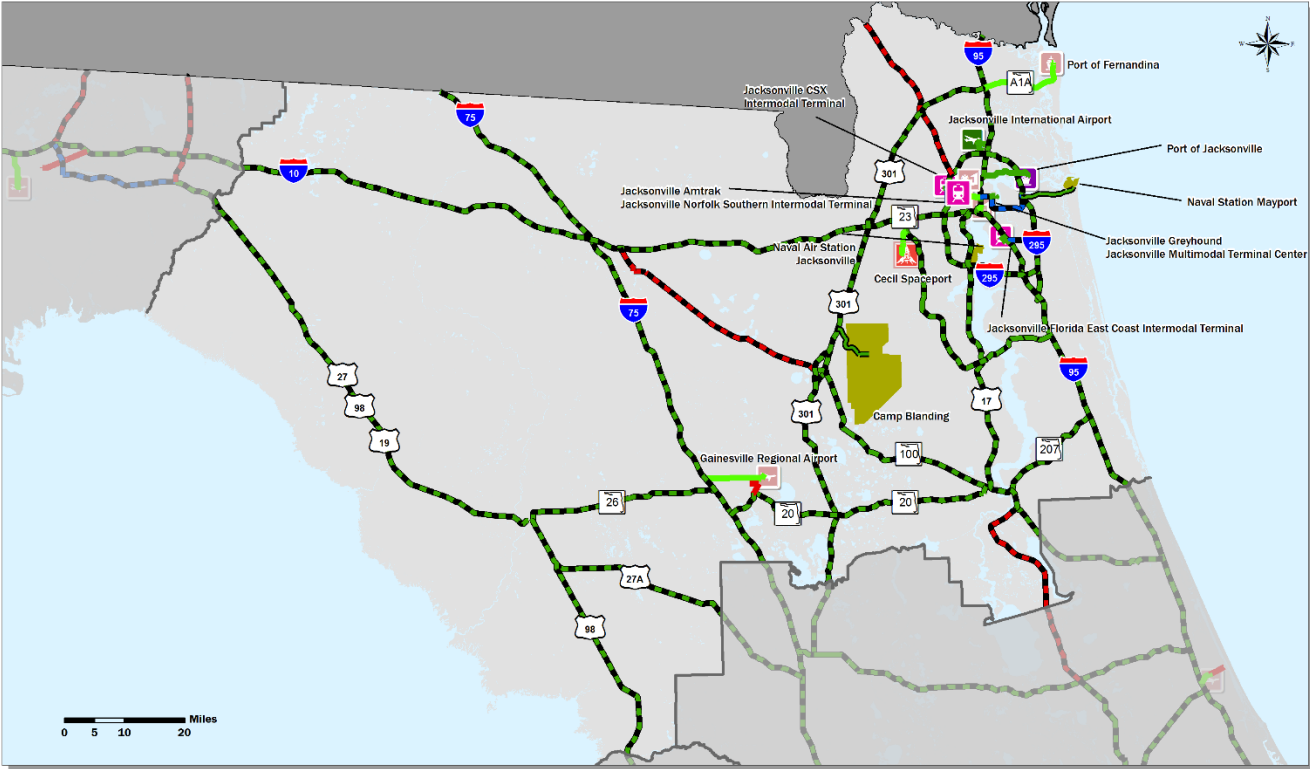 N
W E
S
95
Port of Fernandina
A1A
75
Jacksonville CSX
Intermodal Terminal
Jacksonville International Airport
Port of Jacksonville
10
301
Jacksonville Amtrak
Jacksonville Norfolk Southern Intermodal Terminal
Naval Station Mayport
23
Naval Air Station
Jacksonville
295
Jacksonville Greyhound
Jacksonville Multimodal Terminal Center
Cecil Spaceport
295
75
301
Jacksonville Florida East Coast Intermodal Terminal
27
98
19
95
17
301
Camp Blanding
100
207
Gainesville Regional Airport
26
20
20
27A
98
Miles
0 5 10 20